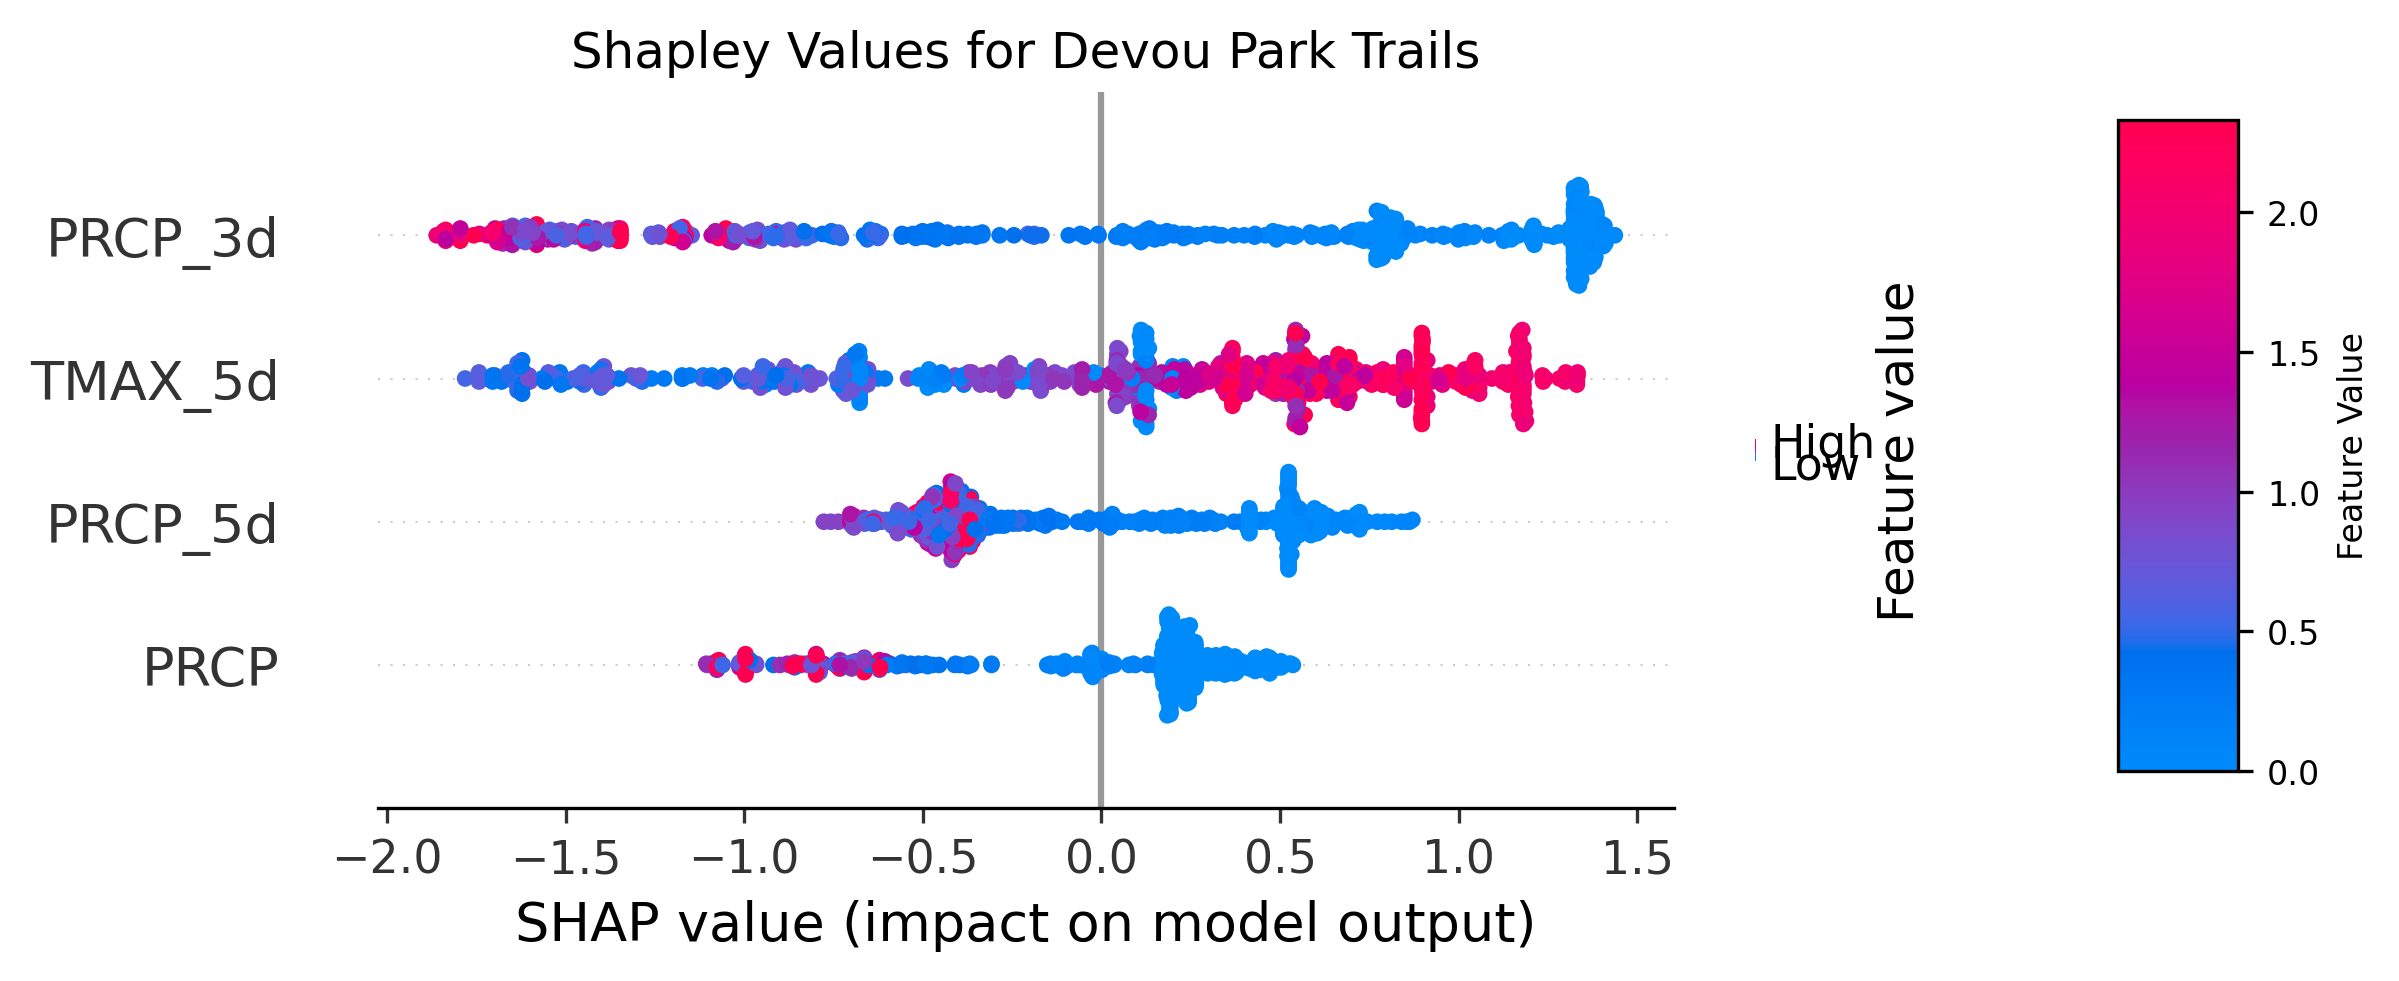 Shapley Values for Devou Park Trails
PRCP_3d
TMAX_5d
PRCP_5d
PRCP
−2.0 −1.5 −1.0 −0.5 0.0 0.5 1.0 1.5
SHAP value (impact on model output)
High
Low
Feature value
2.0
1.5
1.0
0.5
0.0
Feature Value